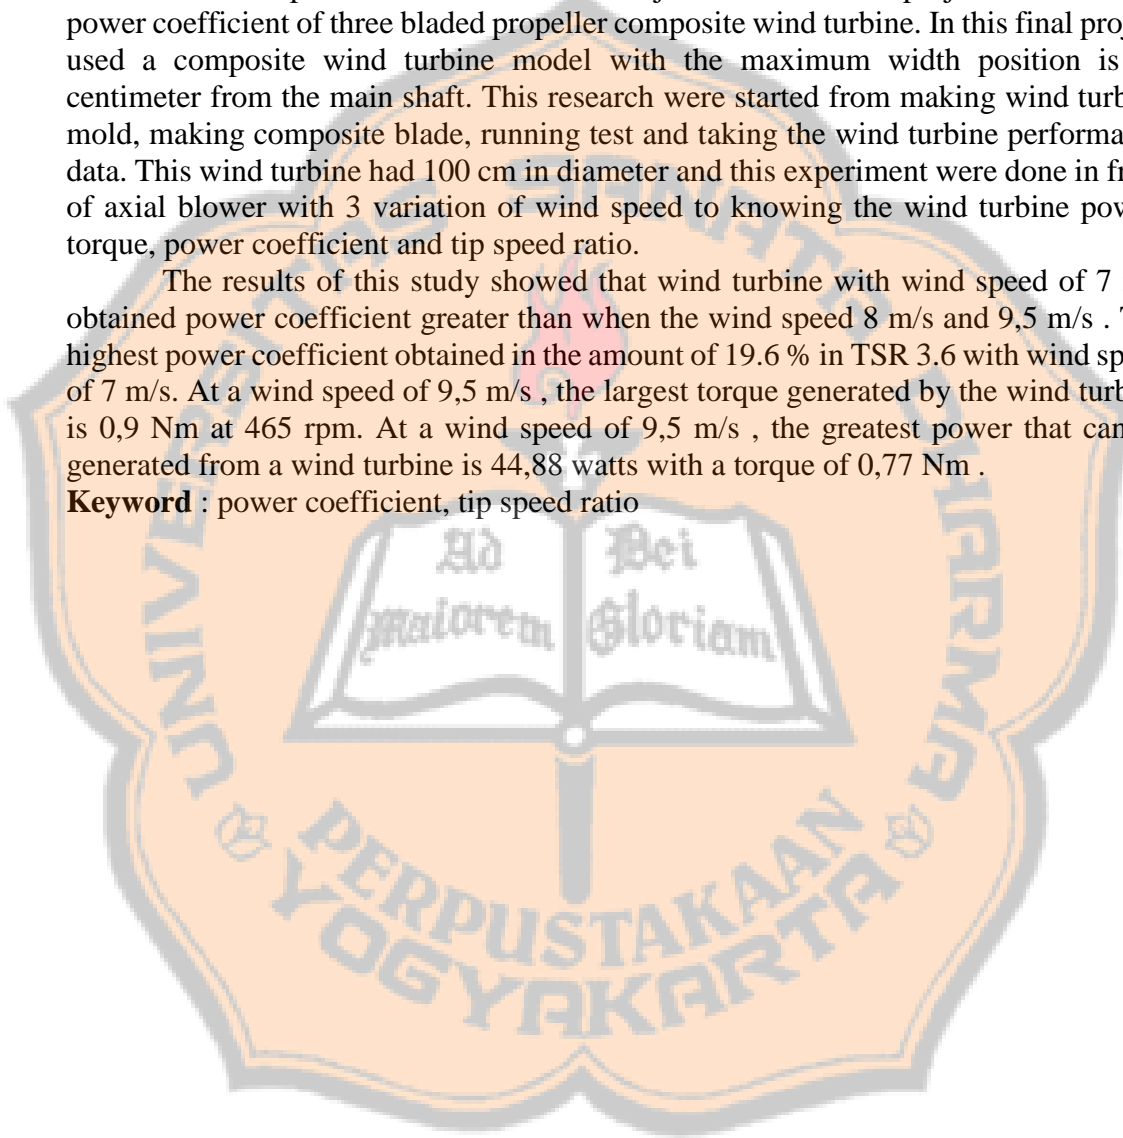 power coefficient of three bladed propeller composite wind turbine. In this final
used a composite wind turbine model with the maximum width position is
centimeter from the main shaft. This research were started from making wind
mold, making composite blade, running test and taking the wind turbine
data. This wind turbine had 100 cm in diameter and this experiment were done in
of axial blower with 3 variation of wind speed to knowing the wind turbine
torque, power coefficient and tip speed ratio.
The results of this study showed that wind turbine with wind speed of 7
obtained power coefficient greater than when the wind speed 8 m/s and 9,5 m/s .
highest power coefficient obtained in the amount of 19.6 % in TSR 3.6 with wind
of 7 m/s. At a wind speed of 9,5 m/s , the largest torque generated by the wind
is 0,9 Nm at 465 rpm. At a wind speed of 9,5 m/s , the greatest power that can
generated from a wind turbine is 44,88 watts with a torque of 0,77 Nm .
Keyword : power coefficient, tip speed ratio
UNIVERSITAS SANATA DHARMA
Ad Dei
maiorem Gloriam
PERPUSTAKAAN
YOGYAKARTA